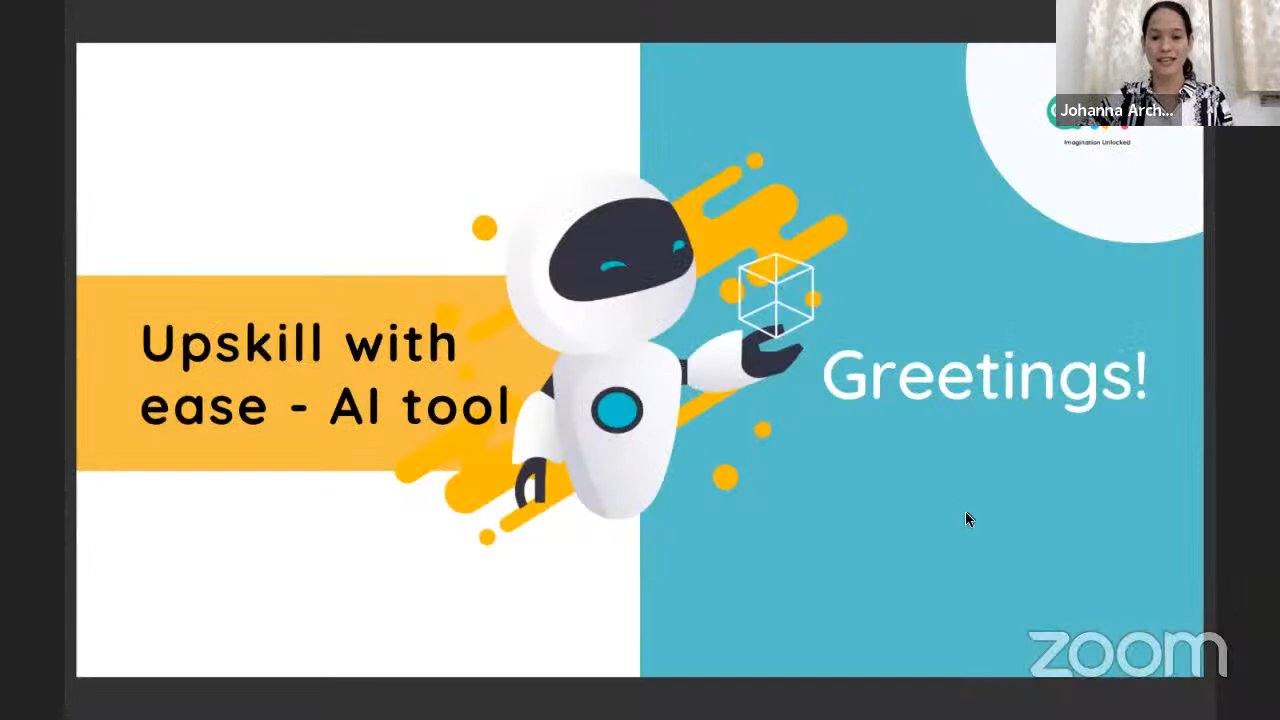 Johanna Arch...
Imagination Unlocked
Upskill with
ease - AI tool
Greetings!
zoom